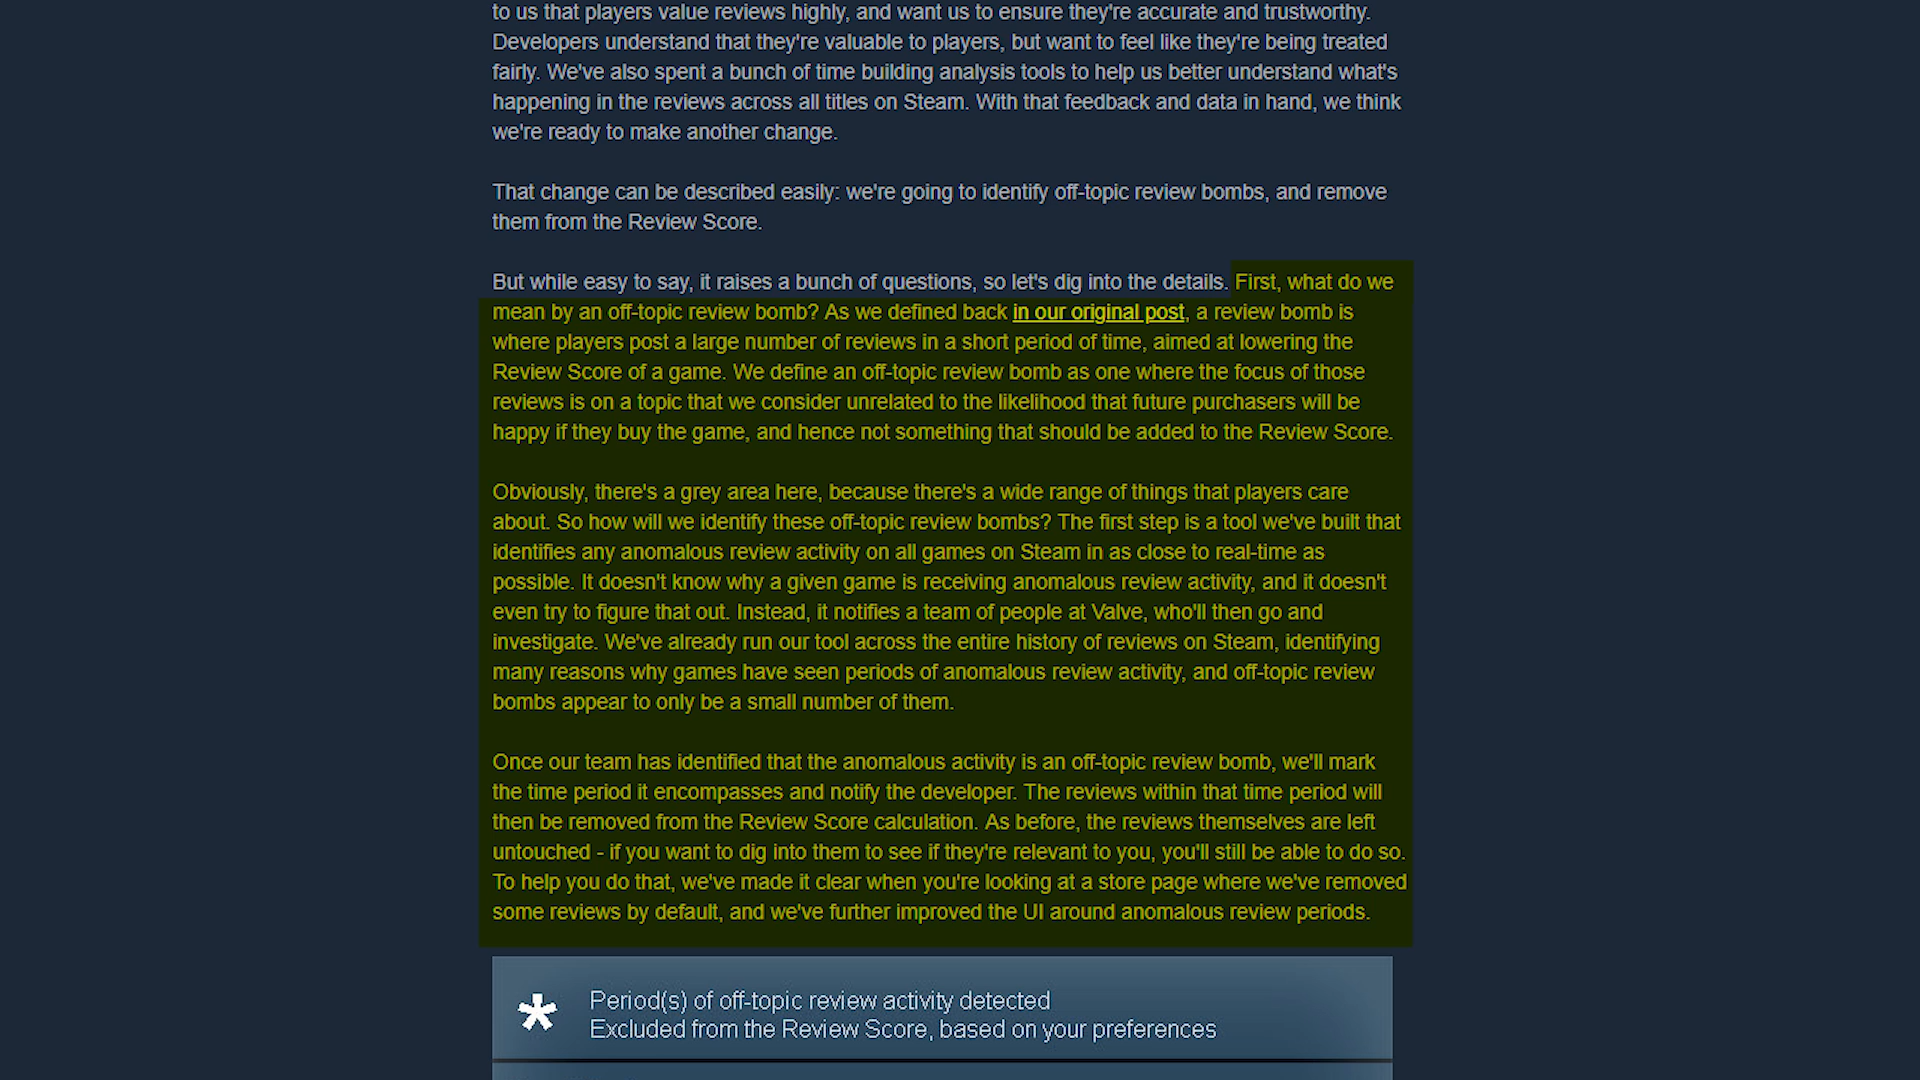 to us that players value reviews highly, and want us to ensure they're accurate and trustworthy.
Developers understand that they're valuable to players, but want to feel like they're being treated
fairly. We've also spent a bunch of time building analysis tools to help us better understand what's
happening in the reviews across all titles on Steam. With that feedback and data in hand, we think
we're ready to make another change.
That change can be described easily: we're going to identify off-topic review bombs, and remove
them from the Review Score.
But while easy to say, it raises a bunch of questions, so let's dig into the details. First, what do we
mean by an off-topic review bomb? As we defined back in our original post, a review bomb is
where players post a large number of reviews in a short period of time, aimed at lowering the
Review Score of a game. We define an off-topic review bomb as one where the focus of those
reviews is on a topic that we consider unrelated to the likelihood that future purchasers will be
happy if they buy the game, and hence not something that should be added to the Review Score.
Obviously, there's a grey area here, because there's a wide range of things that players care
about. So how will we identify these off-topic review bombs? The first step is a tool we've built that
identifies any anomalous review activity on all games on Steam in as close to real-time as
possible. It doesn't know why a given game is receiving anomalous review activity, and it doesn't
even try to figure that out. Instead, it notifies a team of people at Valve, who'll then go and
investigate. We've already run our tool across the entire history of reviews on Steam, identifying
many reasons why games have seen periods of anomalous review activity, and off-topic review
bombs appear to only be a small number of them.
Once our team has identified that the anomalous activity is an off-topic review bomb, we'll mark
the time period it encompasses and notify the developer. The reviews within that time period will
then be removed from the Review Score calculation. As before, the reviews themselves are left
untouched - if you want to dig into them to see if they're relevant to you, you'll still be able to do so.
To help you do that, we've made it clear when you're looking at a store page where we've removed
some reviews by default, and we've further improved the UI around anomalous review periods.
Period(s) of off-topic review activity detected
Excluded from the Review Score, based on your preferences